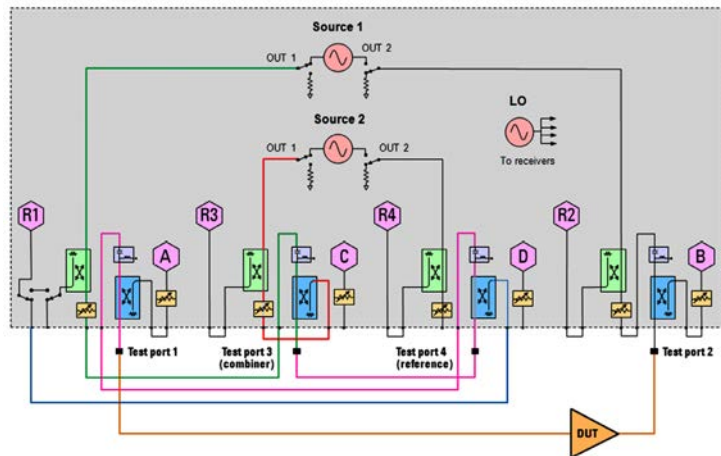 Source 1
OUT 1
OUT 2
LO
To receivers
Source 2
OUT 1
OUT 2
R1
A
R3
C
R4
D
R2
B
Test port 1
Test port 3
(combiner)
Test port 4
(reference)
Test port 2
DUT